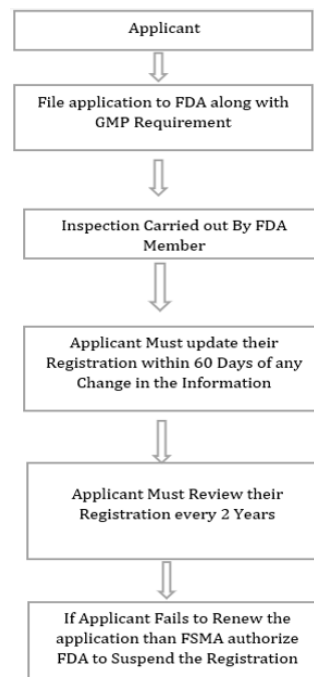 Applicant
File application to FDA along with
GMP Requirement
Inspection Carried out By FDA
Member
Applicant Must update their
Registration within 60 Days of any
Change in the Information
Applicant Must Review their
Registration every 2 Years
If Applicant Fails to Renew the
application than FSMA authorize
FDA to Suspend the Registration